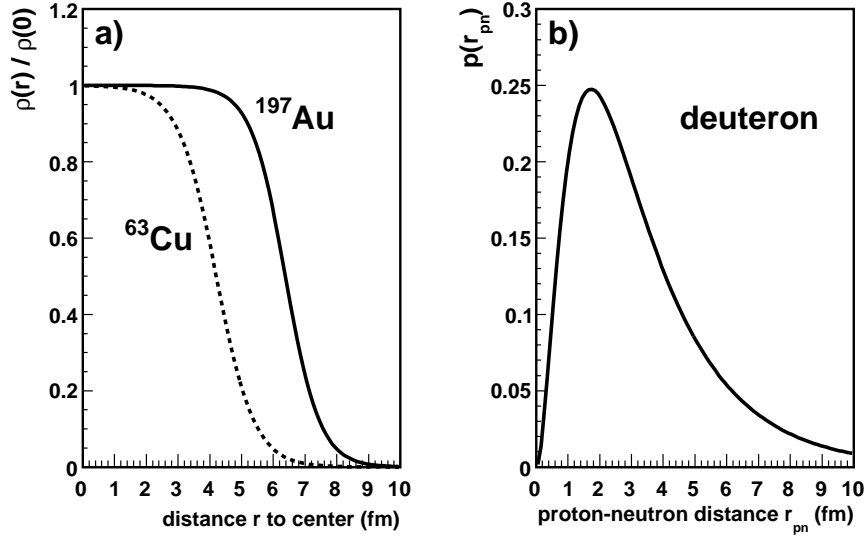 a)
ρ(r) / ρ(0)
1.2
1
0.8
0.6
0.4
0.2
0
¹⁹⁷Au
⁶³Cu
0 1 2 3 4 5 6 7 8 9 10
distance r to center (fm)
b)
p(r_pn)
0.3
0.25
0.2
0.15
0.1
0.05
0
deuteron
0 1 2 3 4 5 6 7 8 9 10
proton-neutron distance r_pn (fm)